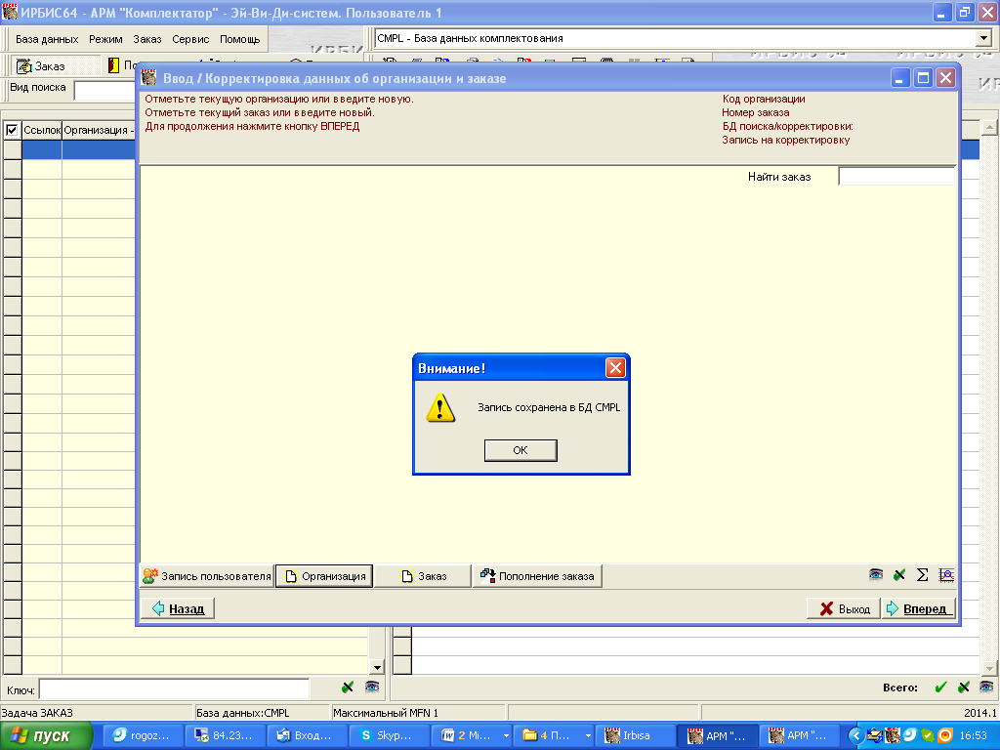 ИРБИС64 - АРМ "Комплектатор" - Эй-Ви-Ди-систем. Пользователь 1
База данных Режим Заказ Сервис Помощь
CMPL - База данных комплектования
Заказ
Вид поиска
Ввод / Корректировка данных об организации и заказе
Отметьте текущую организацию или введите новую.
Отметьте текущий заказ или введите новый.
Для продолжения нажмите кнопку ВПЕРЕД
Код организации
Номер заказа
БД поиска/корректировки:
Запись на корректировку
Ссылок Организация -
Найти заказ
Внимание!
Запись сохранена в БД CMPL
OK
Запись пользователя Организация Заказ Пополнение заказа
Назад Выход Вперед
Ключ: Всего:
Задача ЗАКАЗ База данных:CMPL Максимальный MFN 1 2014.1
пуск rogoz... 84.23... Вход... Skyp... 2 Mi... 4 П... Irbisa АРМ "... АРМ "... 16:53